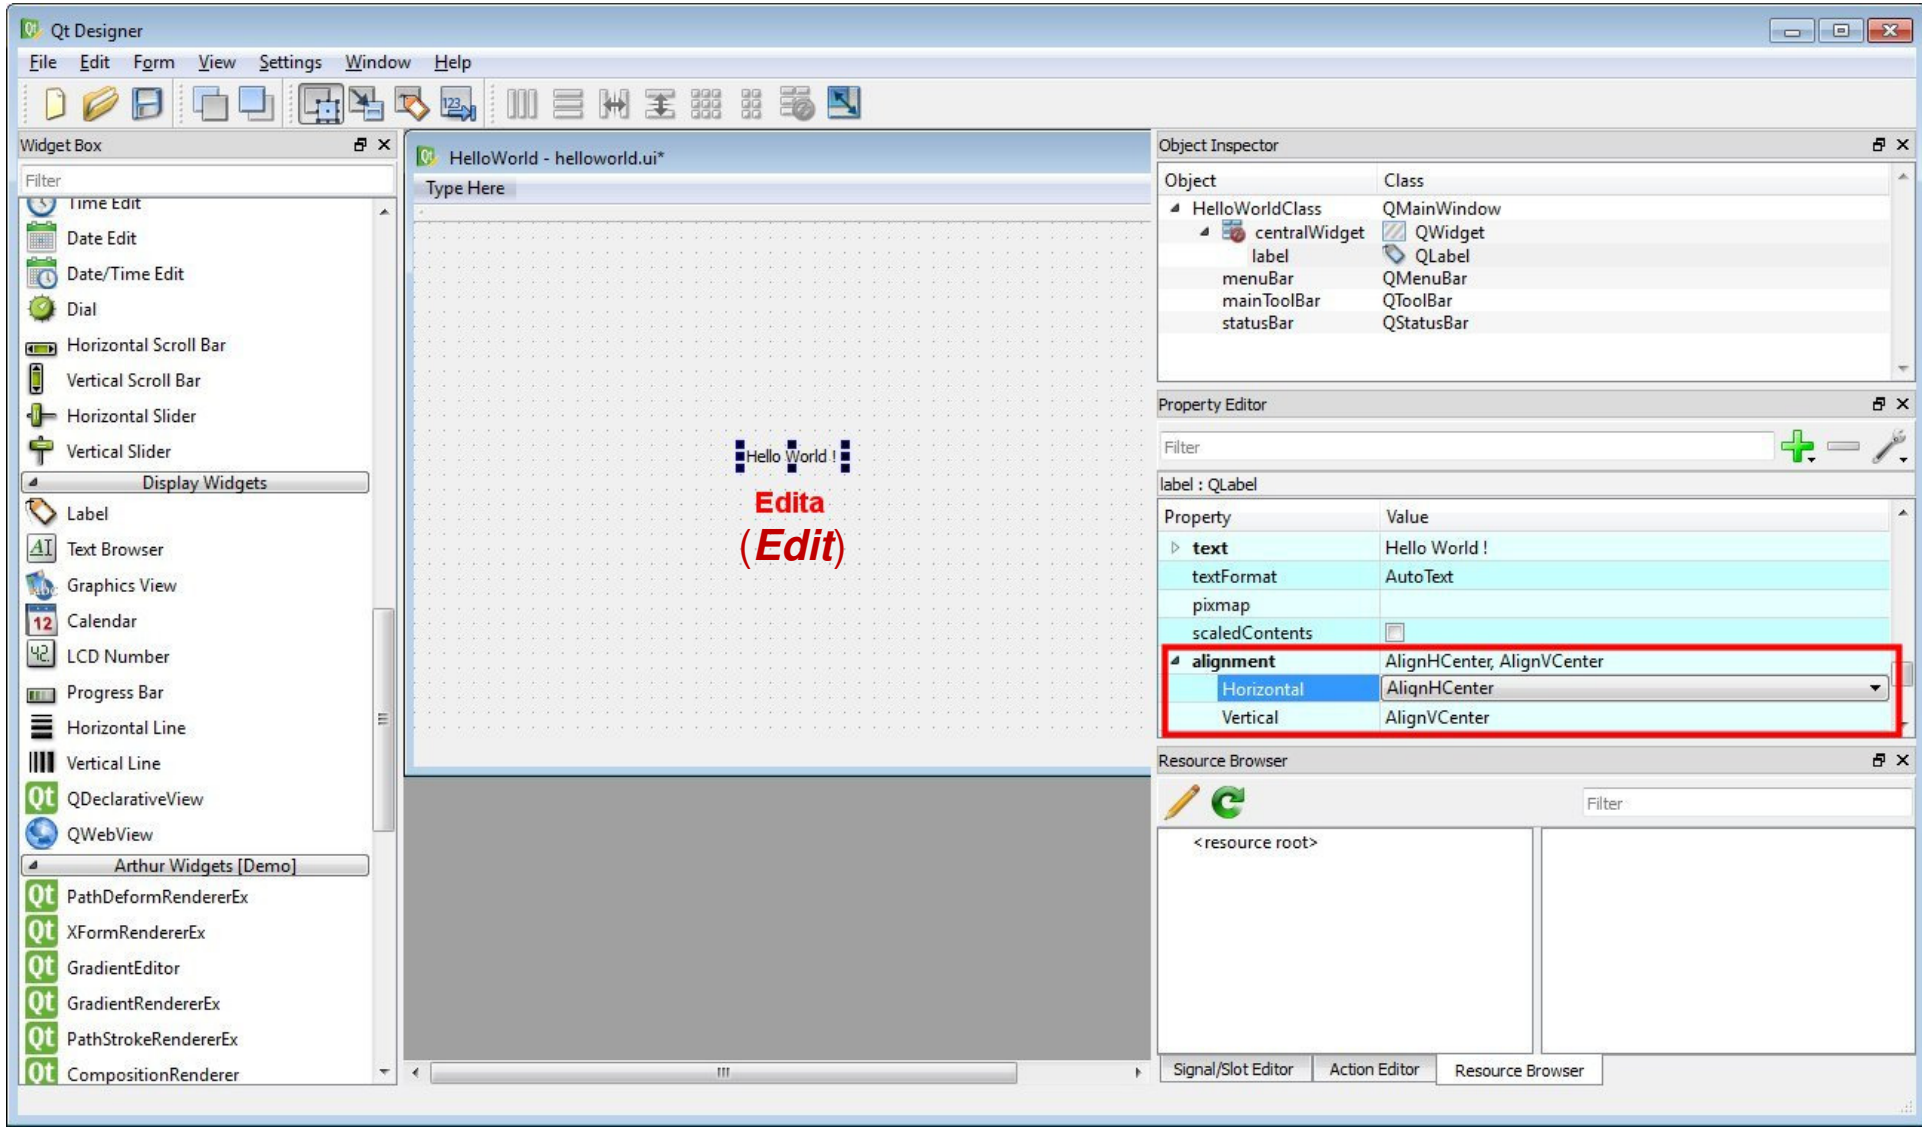 Qt Designer
File Edit Form View Settings Window Help
Widget Box
Filter
Time Edit
Date Edit
Date/Time Edit
Dial
Horizontal Scroll Bar
Vertical Scroll Bar
Horizontal Slider
Vertical Slider
Display Widgets
Label
Text Browser
Graphics View
Calendar
LCD Number
Progress Bar
Horizontal Line
Vertical Line
QDeclarativeView
QWebView
Arthur Widgets [Demo]
PathDeformRendererEx
XFormRendererEx
GradientEditor
GradientRendererEx
PathStrokeRendererEx
CompositionRenderer
HelloWorld - helloworld.ui*
Type Here
Hello World !
Edita
(Edit)
Object Inspector
Object Class
HelloWorldClass QMainWindow
centralWidget QWidget
label QLabel
menuBar QMenuBar
mainToolBar QToolBar
statusBar QStatusBar
Property Editor
Filter
label : QLabel
Property Value
text Hello World !
textFormat AutoText
pixmap
scaledContents
alignment AlignHCenter, AlignVCenter
Horizontal AlignHCenter
Vertical AlignVCenter
Resource Browser
Filter
<resource root>
Signal/Slot Editor Action Editor Resource Browser